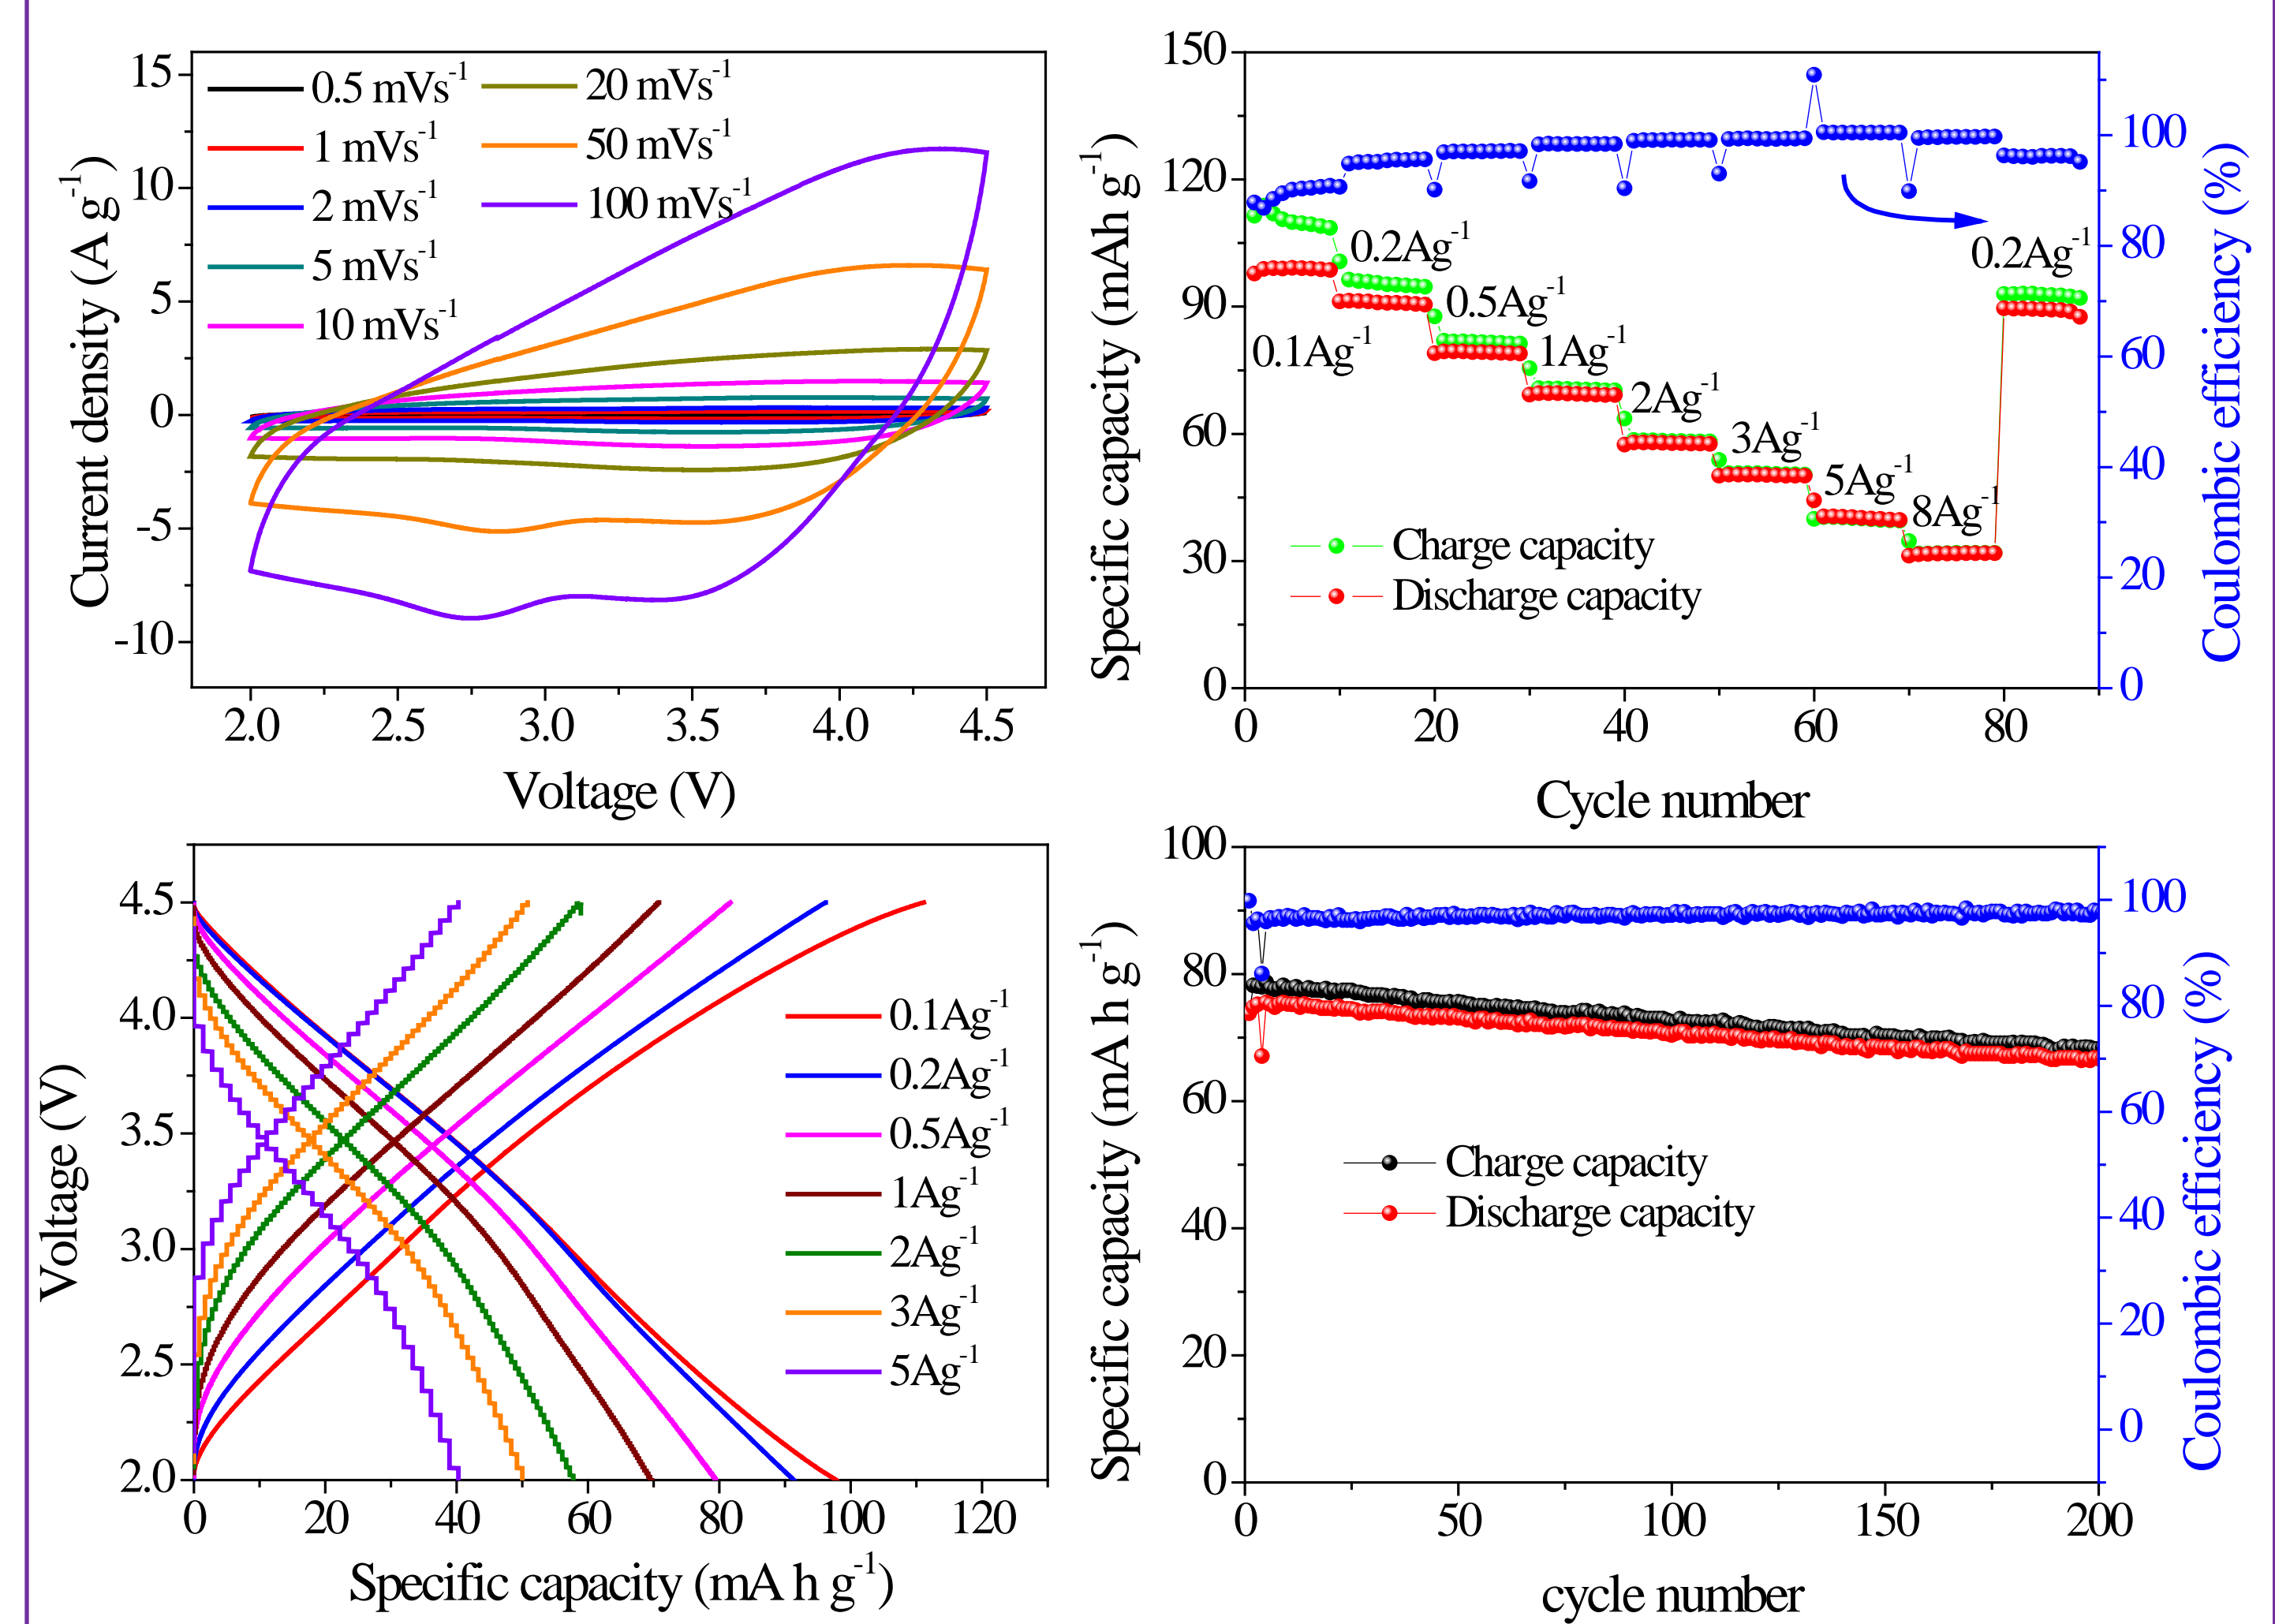 Current density (A g-1)
15
10
5
0
-5
-10
0.5 mVs-1
1 mVs-1
2 mVs-1
5 mVs-1
10 mVs-1
20 mVs-1
50 mVs-1
100 mVs-1
2.0 2.5 3.0 3.5 4.0 4.5
Voltage (V)
Specific capacity (mAh g-1)
150
120
90
60
30
0
0.1Ag-1
0.2Ag-1
0.5Ag-1
1Ag-1
2Ag-1
3Ag-1
5Ag-1
8Ag-1
0.2Ag-1
Charge capacity
Discharge capacity
100
80
60
40
20
0
Coulombic efficiency (%)
0 20 40 60 80
Cycle number
Voltage (V)
4.5
4.0
3.5
3.0
2.5
2.0
0.1Ag-1
0.2Ag-1
0.5Ag-1
1Ag-1
2Ag-1
3Ag-1
5Ag-1
0 20 40 60 80 100 120
Specific capacity (mA h g-1)
Specific capacity (mA h g-1)
100
80
60
40
20
0
Charge capacity
Discharge capacity
100
80
60
40
20
0
Coulombic efficiency (%)
0 50 100 150 200
cycle number